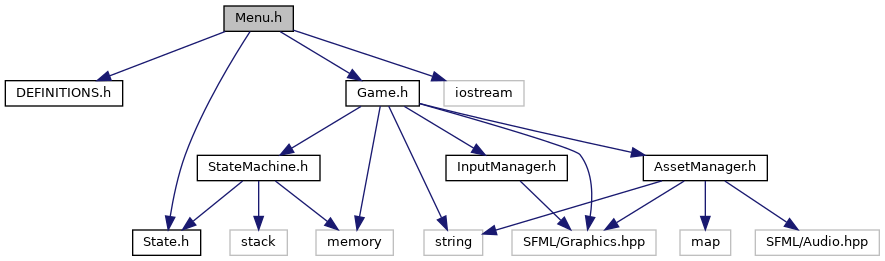 Menu.h
DEFINITIONS.h
Game.h
iostream
StateMachine.h
InputManager.h
AssetManager.h
State.h
stack
memory
string
SFML/Graphics.hpp
map
SFML/Audio.hpp